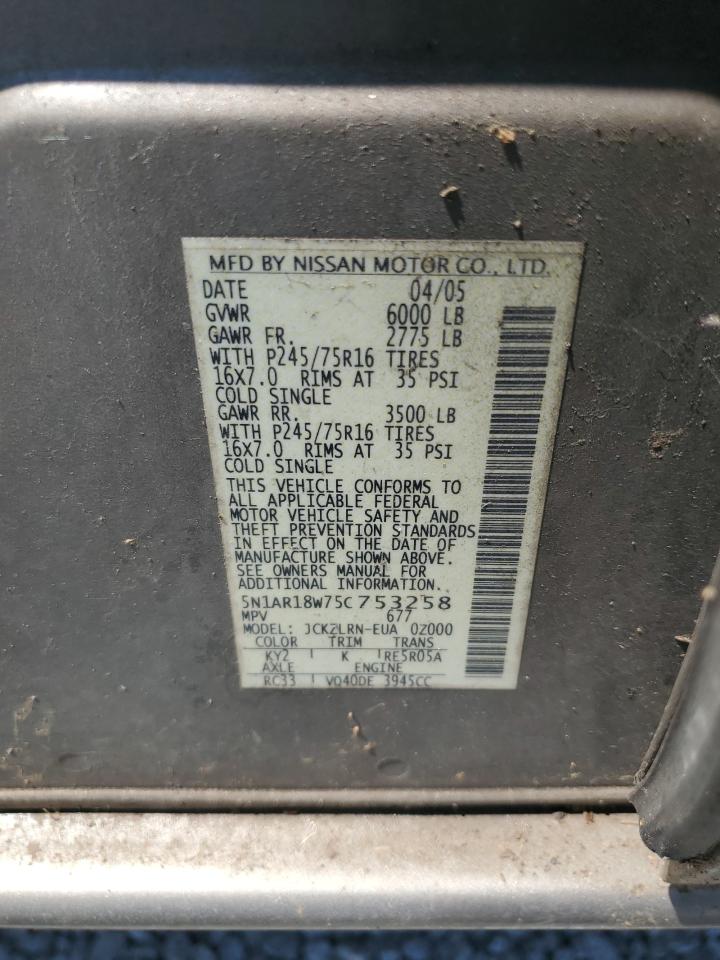 MFD BY NISSAN MOTOR CO., LTD.
DATE 04/05
GVWR 6000 LB
GAWR FR. 2775 LB
WITH P245/75R16 TIRES
16X7.0 RIMS AT 35 PSI
COLD SINGLE
GAWR RR. 3500 LB
WITH P245/75R16 TIRES
16X7.0 RIMS AT 35 PSI
COLD SINGLE
THIS VEHICLE CONFORMS TO
ALL APPLICABLE FEDERAL
MOTOR VEHICLE SAFETY AND
THEFT PREVENTION STANDARDS
IN EFFECT ON THE DATE OF
MANUFACTURE SHOWN ABOVE.
SEE OWNERS MANUAL FOR
ADDITIONAL INFORMATION.
5N1AR18W75C753258
MPV 677
MODEL: JCK2LRN-EUA 0Z000
COLOR TRIM TRANS
KY2 K RE5R05A
AXLE ENGINE
RC33 VQ40DE 3945CC